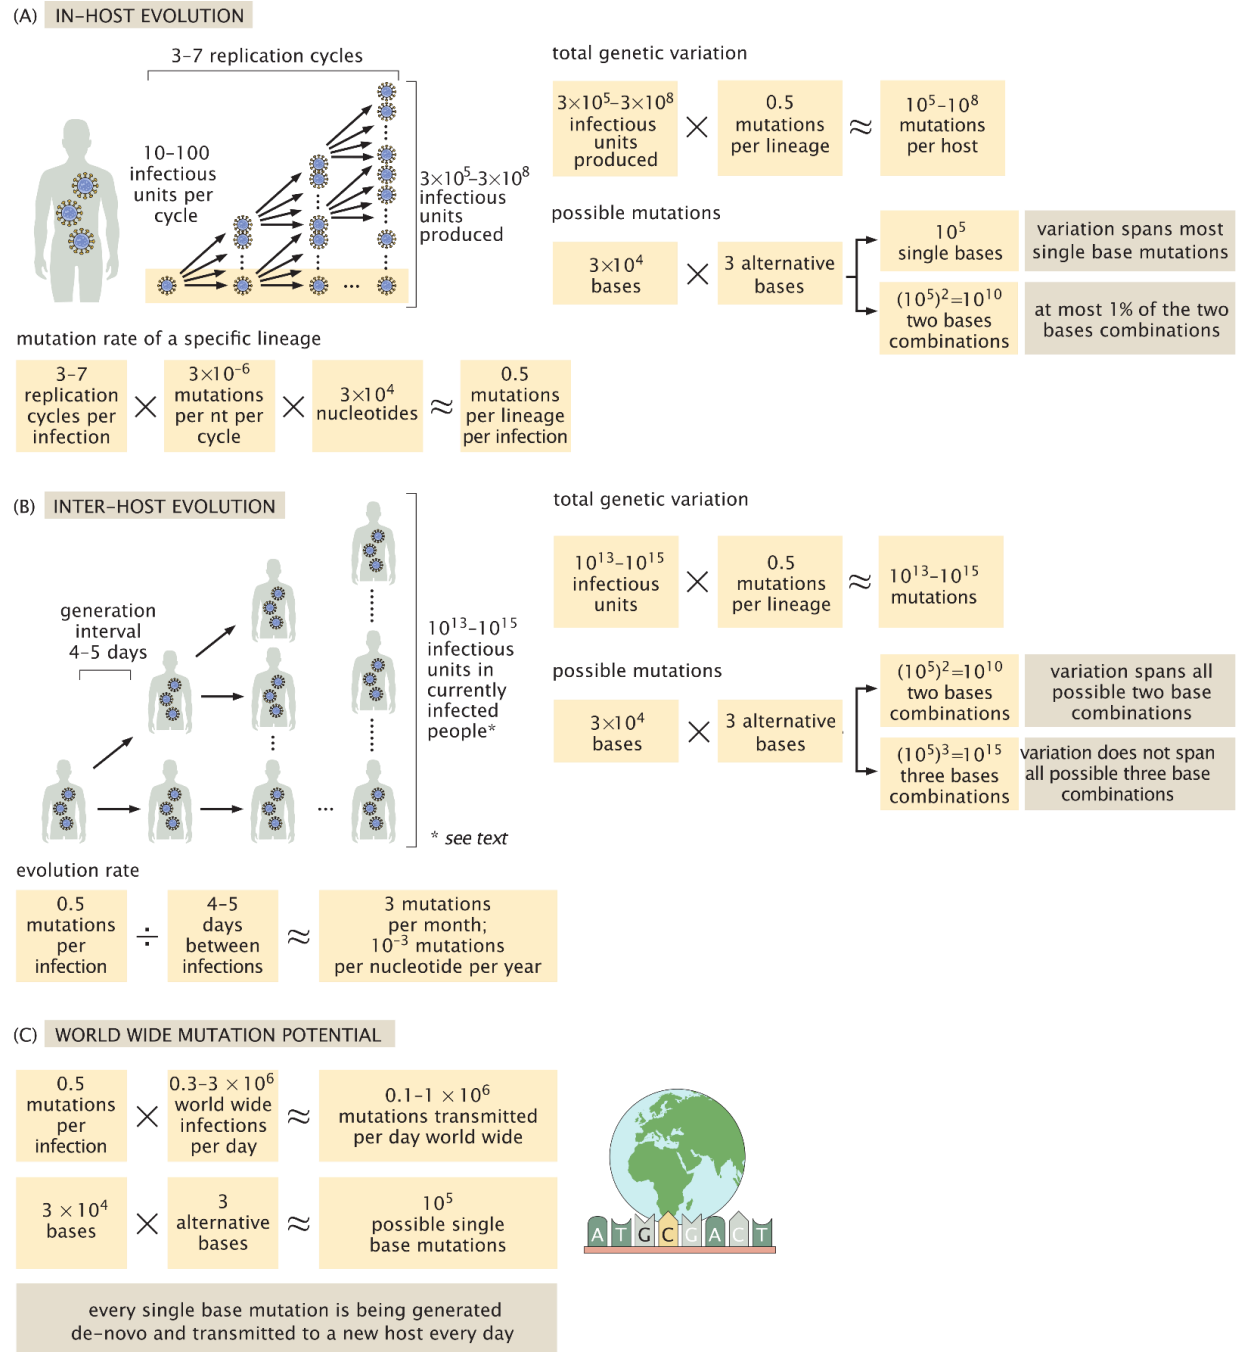 (A) IN-HOST EVOLUTION
3-7 replication cycles
10-100
infectious
units per
cycle
3×10⁵-3×10⁸
infectious
units
produced
mutation rate of a specific lineage
3-7
replication
cycles per
infection
×
3×10⁻⁶
mutations
per nt per
cycle
×
3×10⁴
nucleotides
≈
0.5
mutations
per lineage
per infection
total genetic variation
3×10⁵-3×10⁸
infectious
units
produced
×
0.5
mutations
per lineage
≈
10⁵-10⁸
mutations
per host
possible mutations
3×10⁴
bases
×
3 alternative
bases
10⁵
single bases
variation spans most
single base mutations
(10⁵)²=10¹⁰
two bases
combinations
at most 1% of the two
bases combinations
(B) INTER-HOST EVOLUTION
generation
interval
4-5 days
...
10¹³-10¹⁵
infectious
units in
currently
infected
people*
* see text
evolution rate
0.5
mutations
per
infection
÷
4-5
days
between
infections
≈
3 mutations
per month;
10⁻³ mutations
per nucleotide per year
total genetic variation
10¹³-10¹⁵
infectious
units
×
0.5
mutations
per lineage
≈
10¹³-10¹⁵
mutations
possible mutations
3×10⁴
bases
×
3 alternative
bases
(10⁵)²=10¹⁰
two bases
combinations
variation spans all
possible two base
combinations
(10⁵)³=10¹⁵
three bases
combinations
variation does not span
all possible three base
combinations
(C) WORLD WIDE MUTATION POTENTIAL
0.5
mutations
per
infection
×
0.3-3 × 10⁶
world wide
infections
per day
≈
0.1-1 × 10⁶
mutations transmitted
per day world wide
3 × 10⁴
bases
×
3
alternative
bases
≈
10⁵
possible single
base mutations
every single base mutation is being generated
de-novo and transmitted to a new host every day
A T G C G A C T